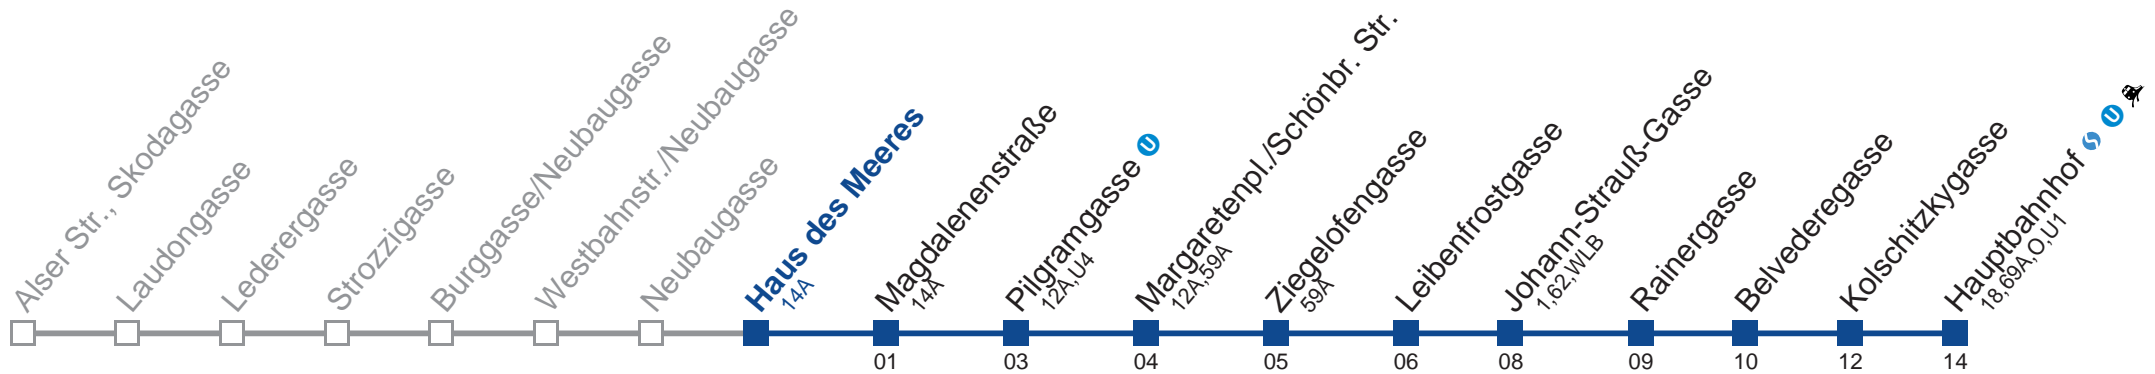 Alser Str., Skodagasse
Laudongasse
Lederergasse
Strozzigasse
Burggasse/Neubaugasse
Westbahnstr./Neubaugasse
Neubaugasse
Haus des Meeres
14A
Magdalenenstraße
14A
01
Pilgramgasse U
12A,U4
03
Margaretenpl./Schönbr. Str.
12A,59A
04
Ziegelofengasse
59A
05
Leibenfrostgasse
06
Johann-Strauß-Gasse
1,62,WLB
08
Rainergasse
09
Belvederegasse
10
Kolschitzkygasse
12
Hauptbahnhof S U
18,69A,O,U1
14